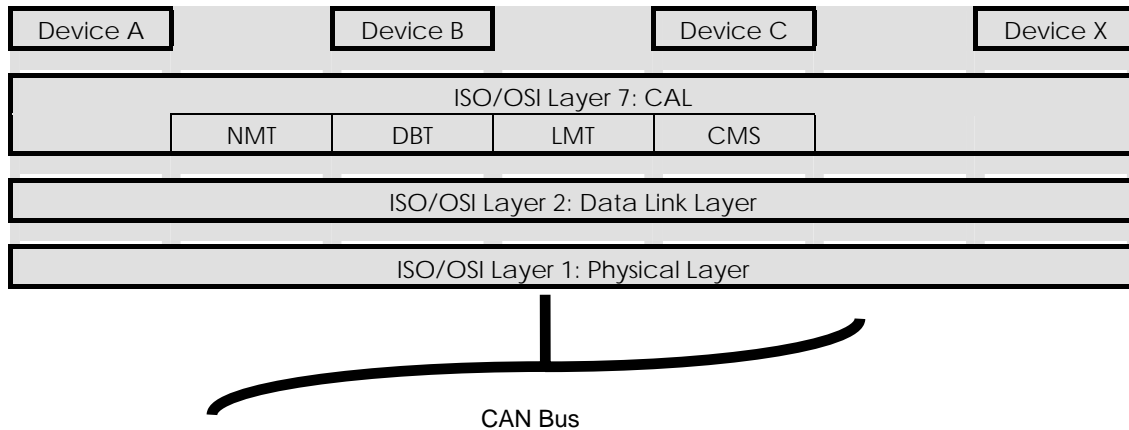 Device A Device B Device C Device X
ISO/OSI Layer 7: CAL
NMT DBT LMT CMS
ISO/OSI Layer 2: Data Link Layer
ISO/OSI Layer 1: Physical Layer
CAN Bus